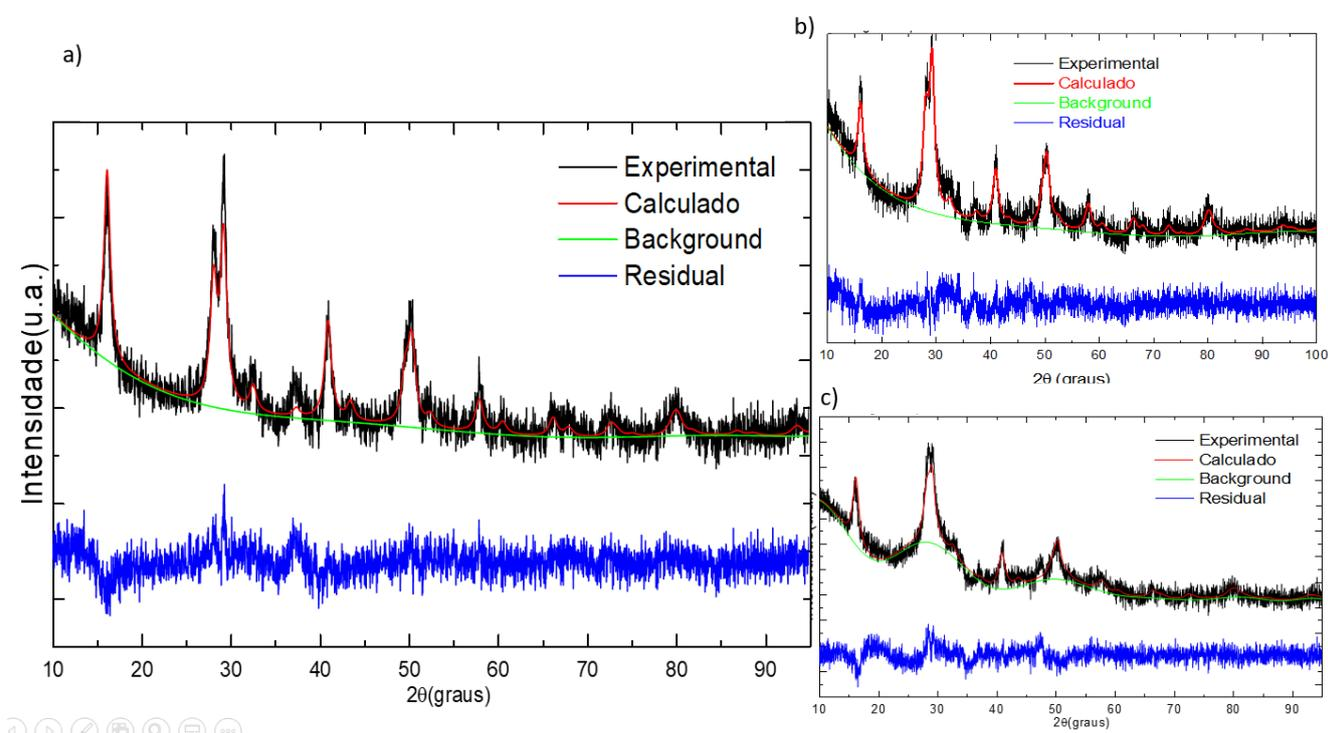 a)
Experimental
Calculado
Background
Residual
Intensidade(u.a.)
10 20 30 40 50 60 70 80 90
2θ(graus)
b)
Experimental
Calculado
Background
Residual
10 20 30 40 50 60 70 80 90 100
2θ (graus)
c)
Experimental
Calculado
Background
Residual
10 20 30 40 50 60 70 80 90
2θ(graus)